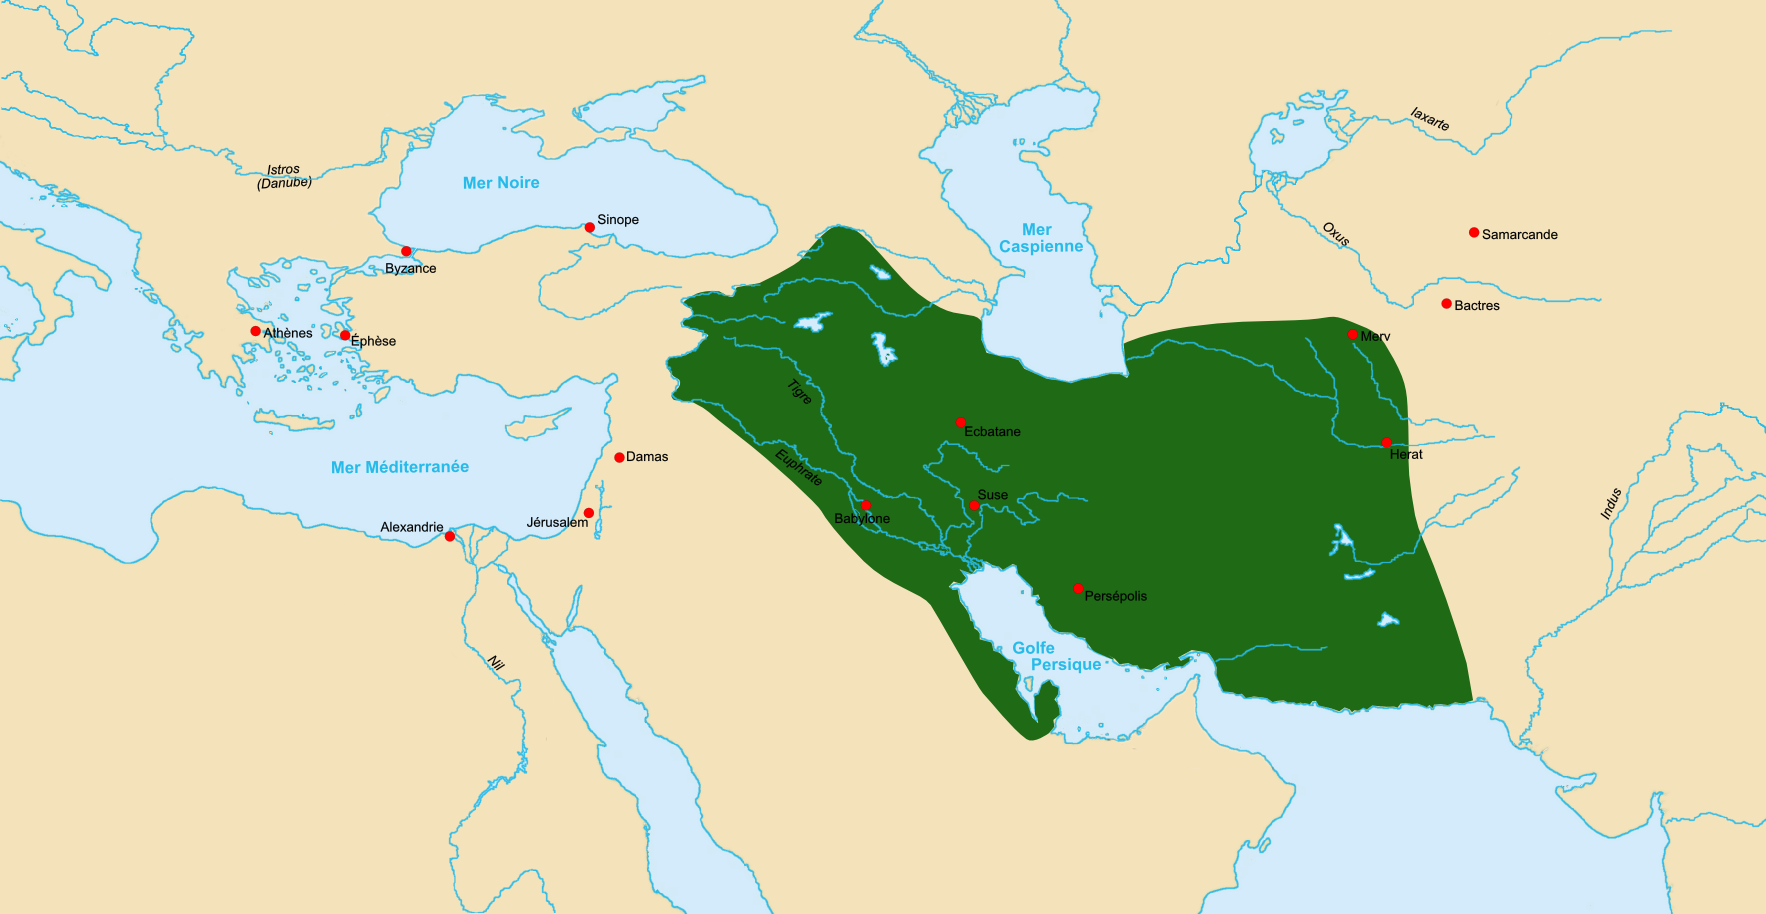 Iaxarte
Istros
(Danube)
Mer Noire
Sinope
Mer
Caspienne
Oxus
Samarcande
Byzance
Bactres
Athènes
Éphèse
Merv
Tigre
Ecbatane
Herat
Mer Méditerranée
Damas
Euphrate
Suse
Indus
Babylone
Alexandrie
Jérusalem
Persépolis
Golfe
Persique
Nil